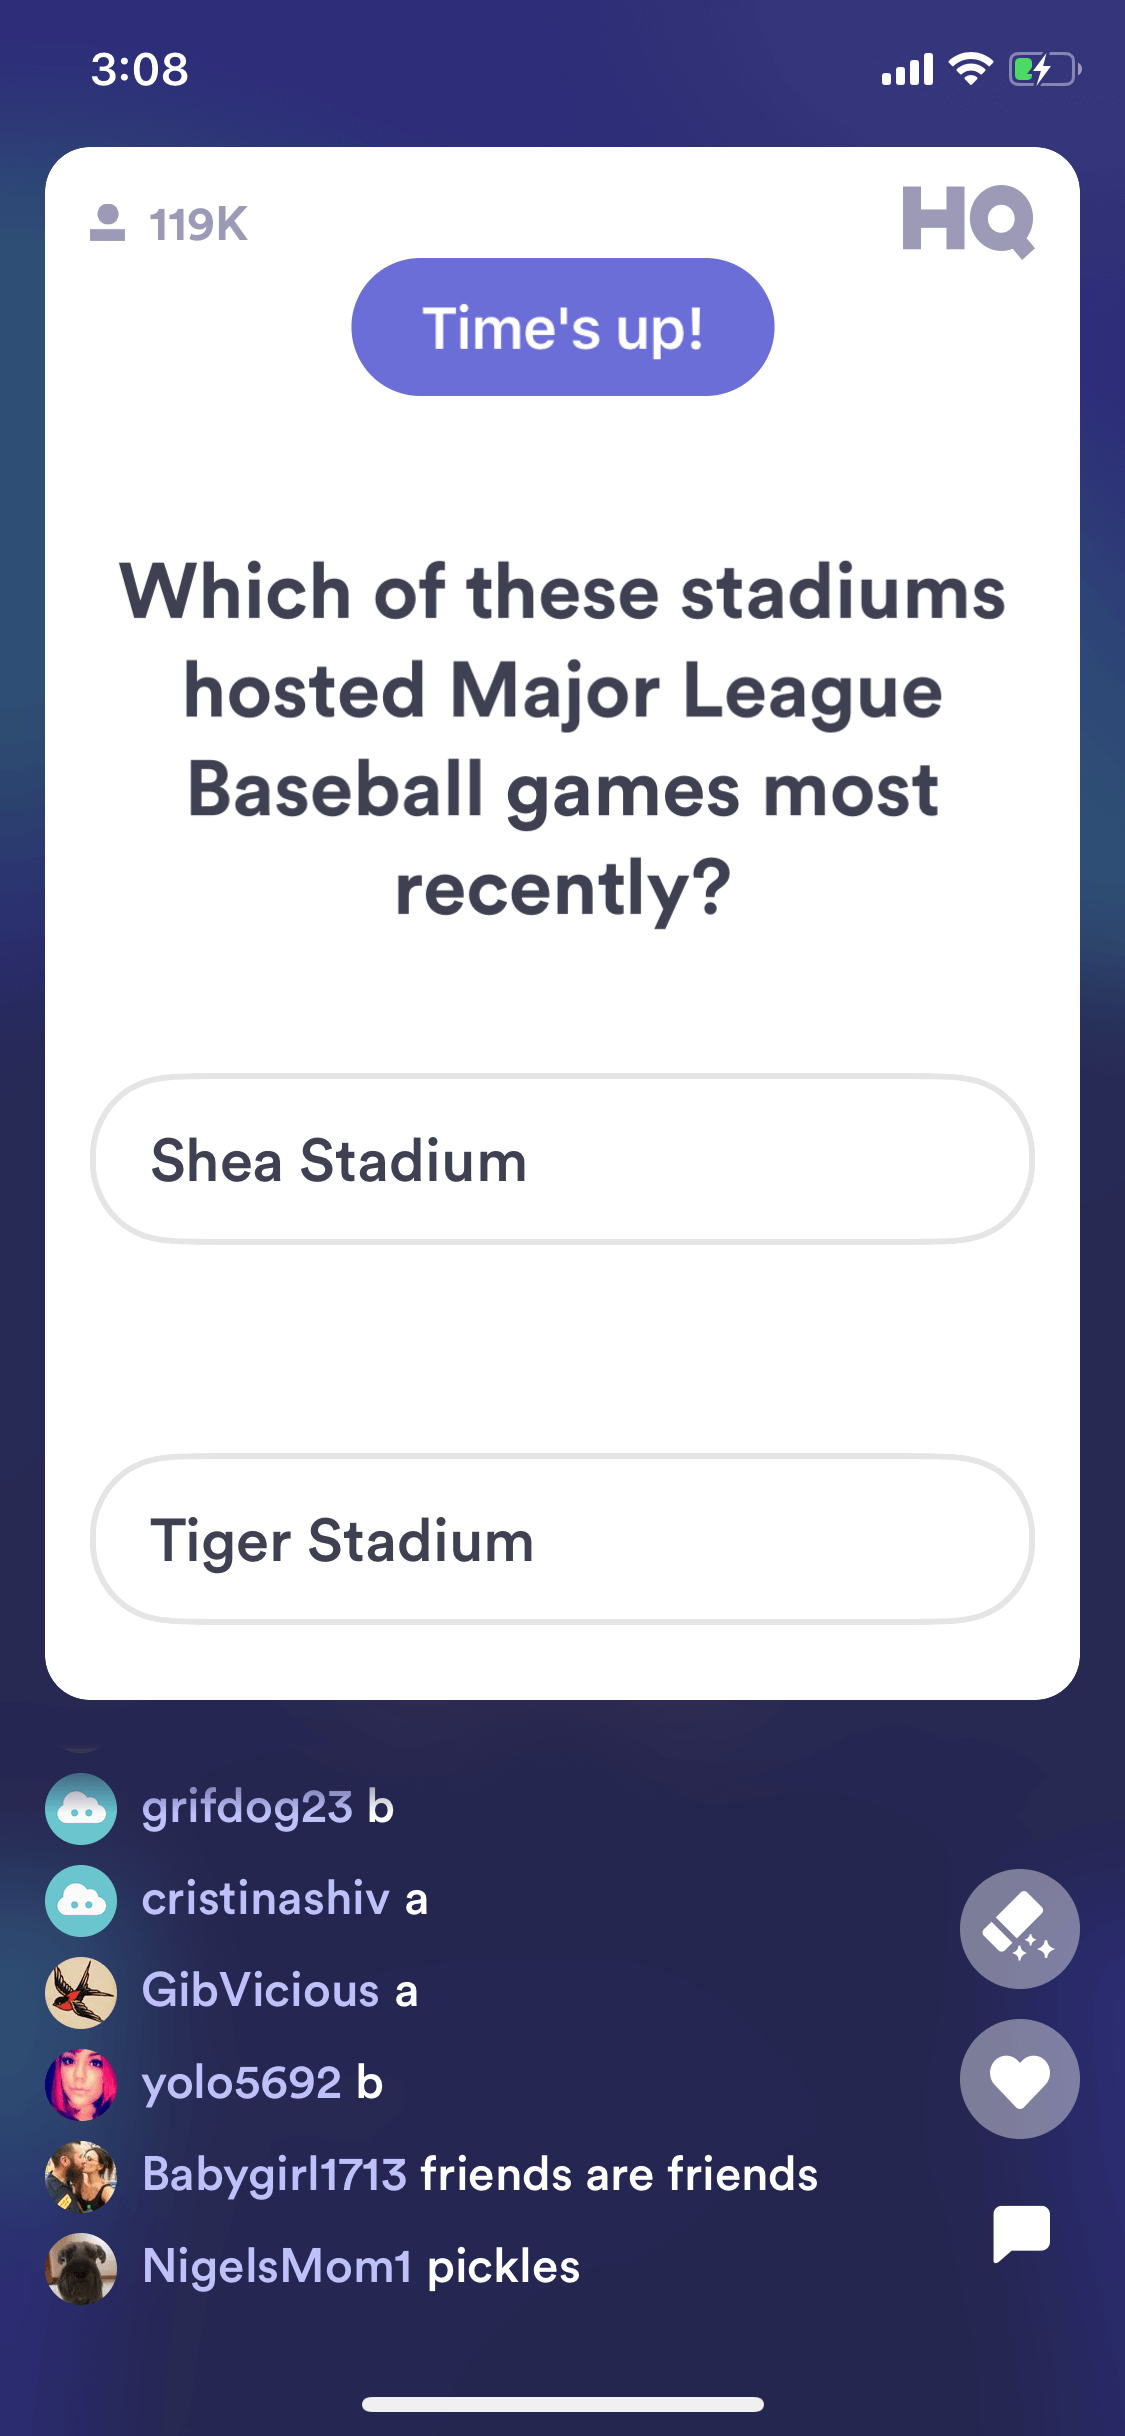 3:08
119K
HQ
Time's up!
Which of these stadiums
hosted Major League
Baseball games most
recently?
Shea Stadium
Tiger Stadium
grifdog23 b
cristinashiv a
GibVicious a
yolo5692 b
Babygirl1713 friends are friends
NigelsMom1 pickles